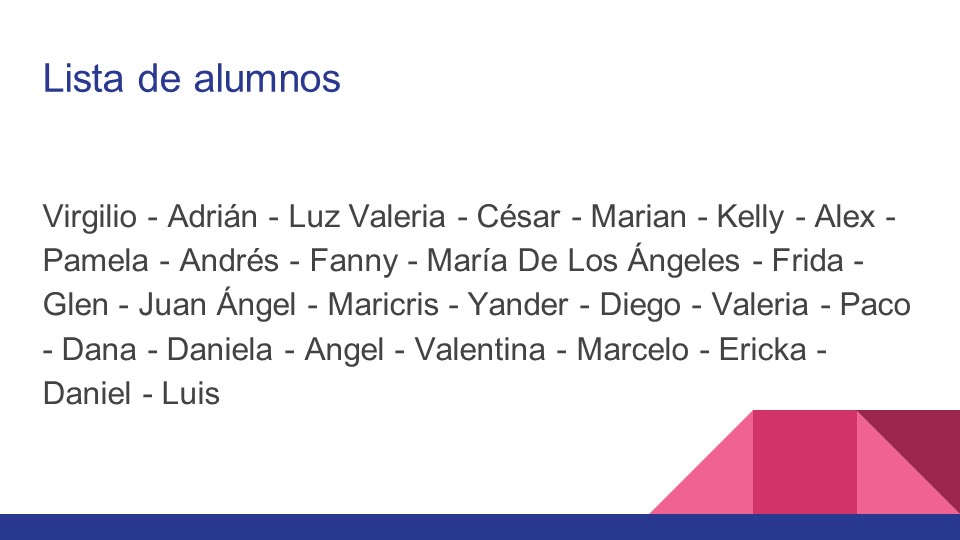 Lista de alumnos
Virgilio - Adrián - Luz Valeria - César - Marian - Kelly - Alex -
Pamela - Andrés - Fanny - María De Los Ángeles - Frida -
Glen - Juan Ángel - Maricris - Yander - Diego - Valeria - Paco
- Dana - Daniela - Angel - Valentina - Marcelo - Ericka -
Daniel - Luis